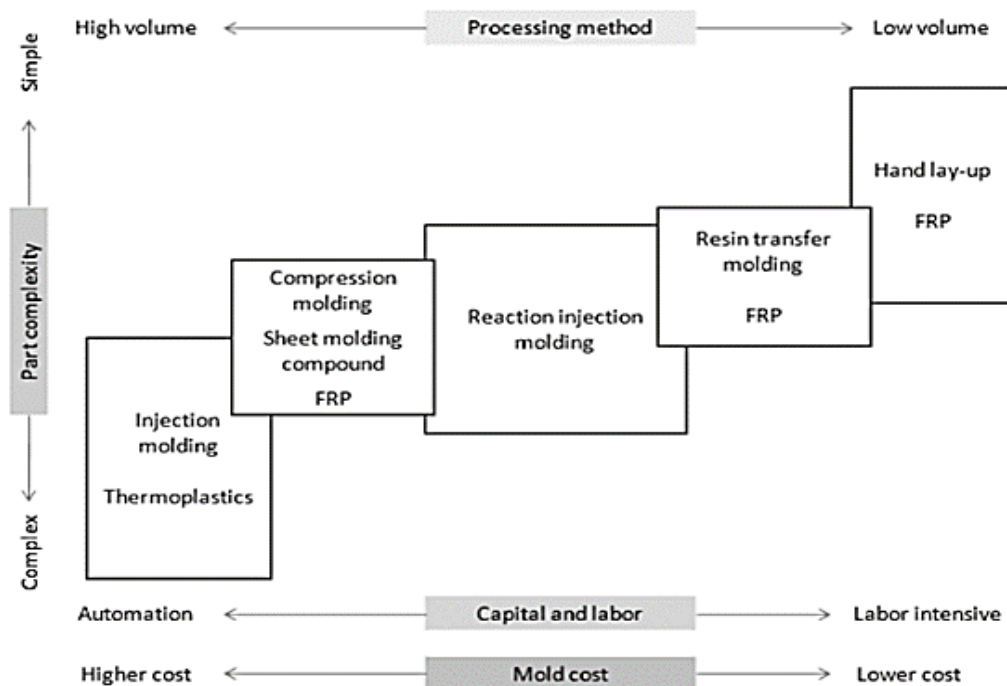 High volume
Processing method
Low volume
Simple
Part complexity
Complex
Hand lay-up
FRP
Resin transfer
molding
FRP
Reaction injection
molding
Compression
molding
Sheet molding
compound
FRP
Injection
molding
Thermoplastics
Automation
Capital and labor
Labor intensive
Higher cost
Mold cost
Lower cost